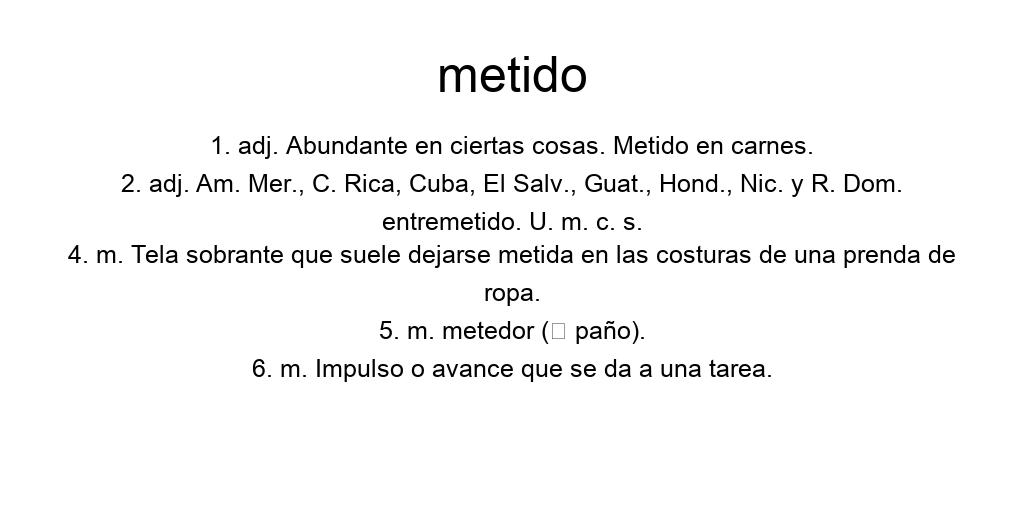 metido
1. adj. Abundante en ciertas cosas. Metido en carnes.
2. adj. Am. Mer., C. Rica, Cuba, El Salv., Guat., Hond., Nic. y R. Dom.
entremetido. U. m. c. s.
4. m. Tela sobrante que suele dejarse metida en las costuras de una prenda de
ropa.
5. m. metedor (□ paño).
6. m. Impulso o avance que se da a una tarea.